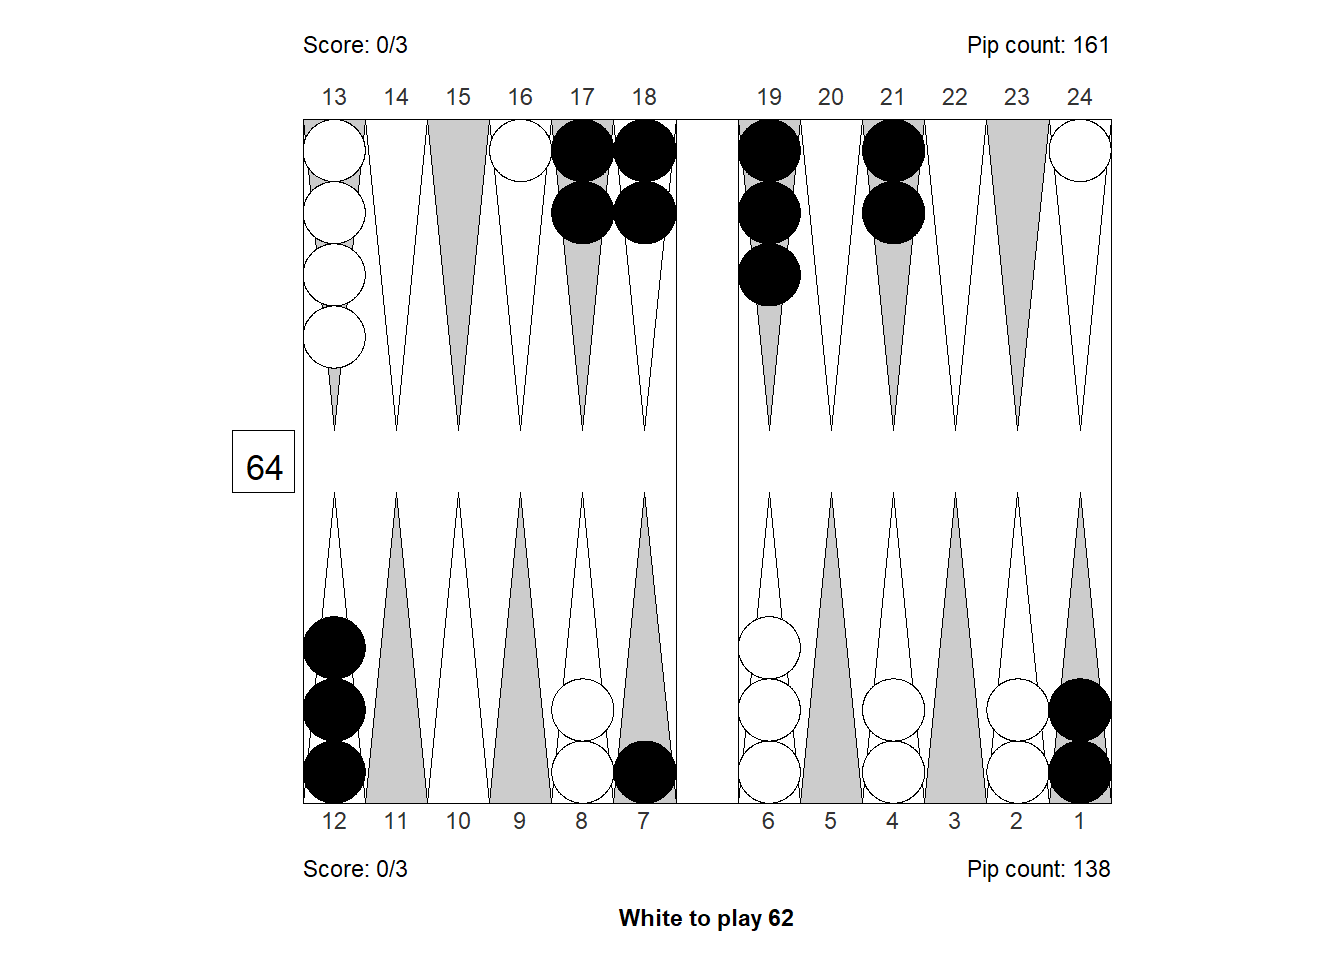 Score: 0/3 Pip count: 161
13 14 15 16 17 18 19 20 21 22 23 24
64
12 11 10 9 8 7 6 5 4 3 2 1
Score: 0/3 Pip count: 138
White to play 62